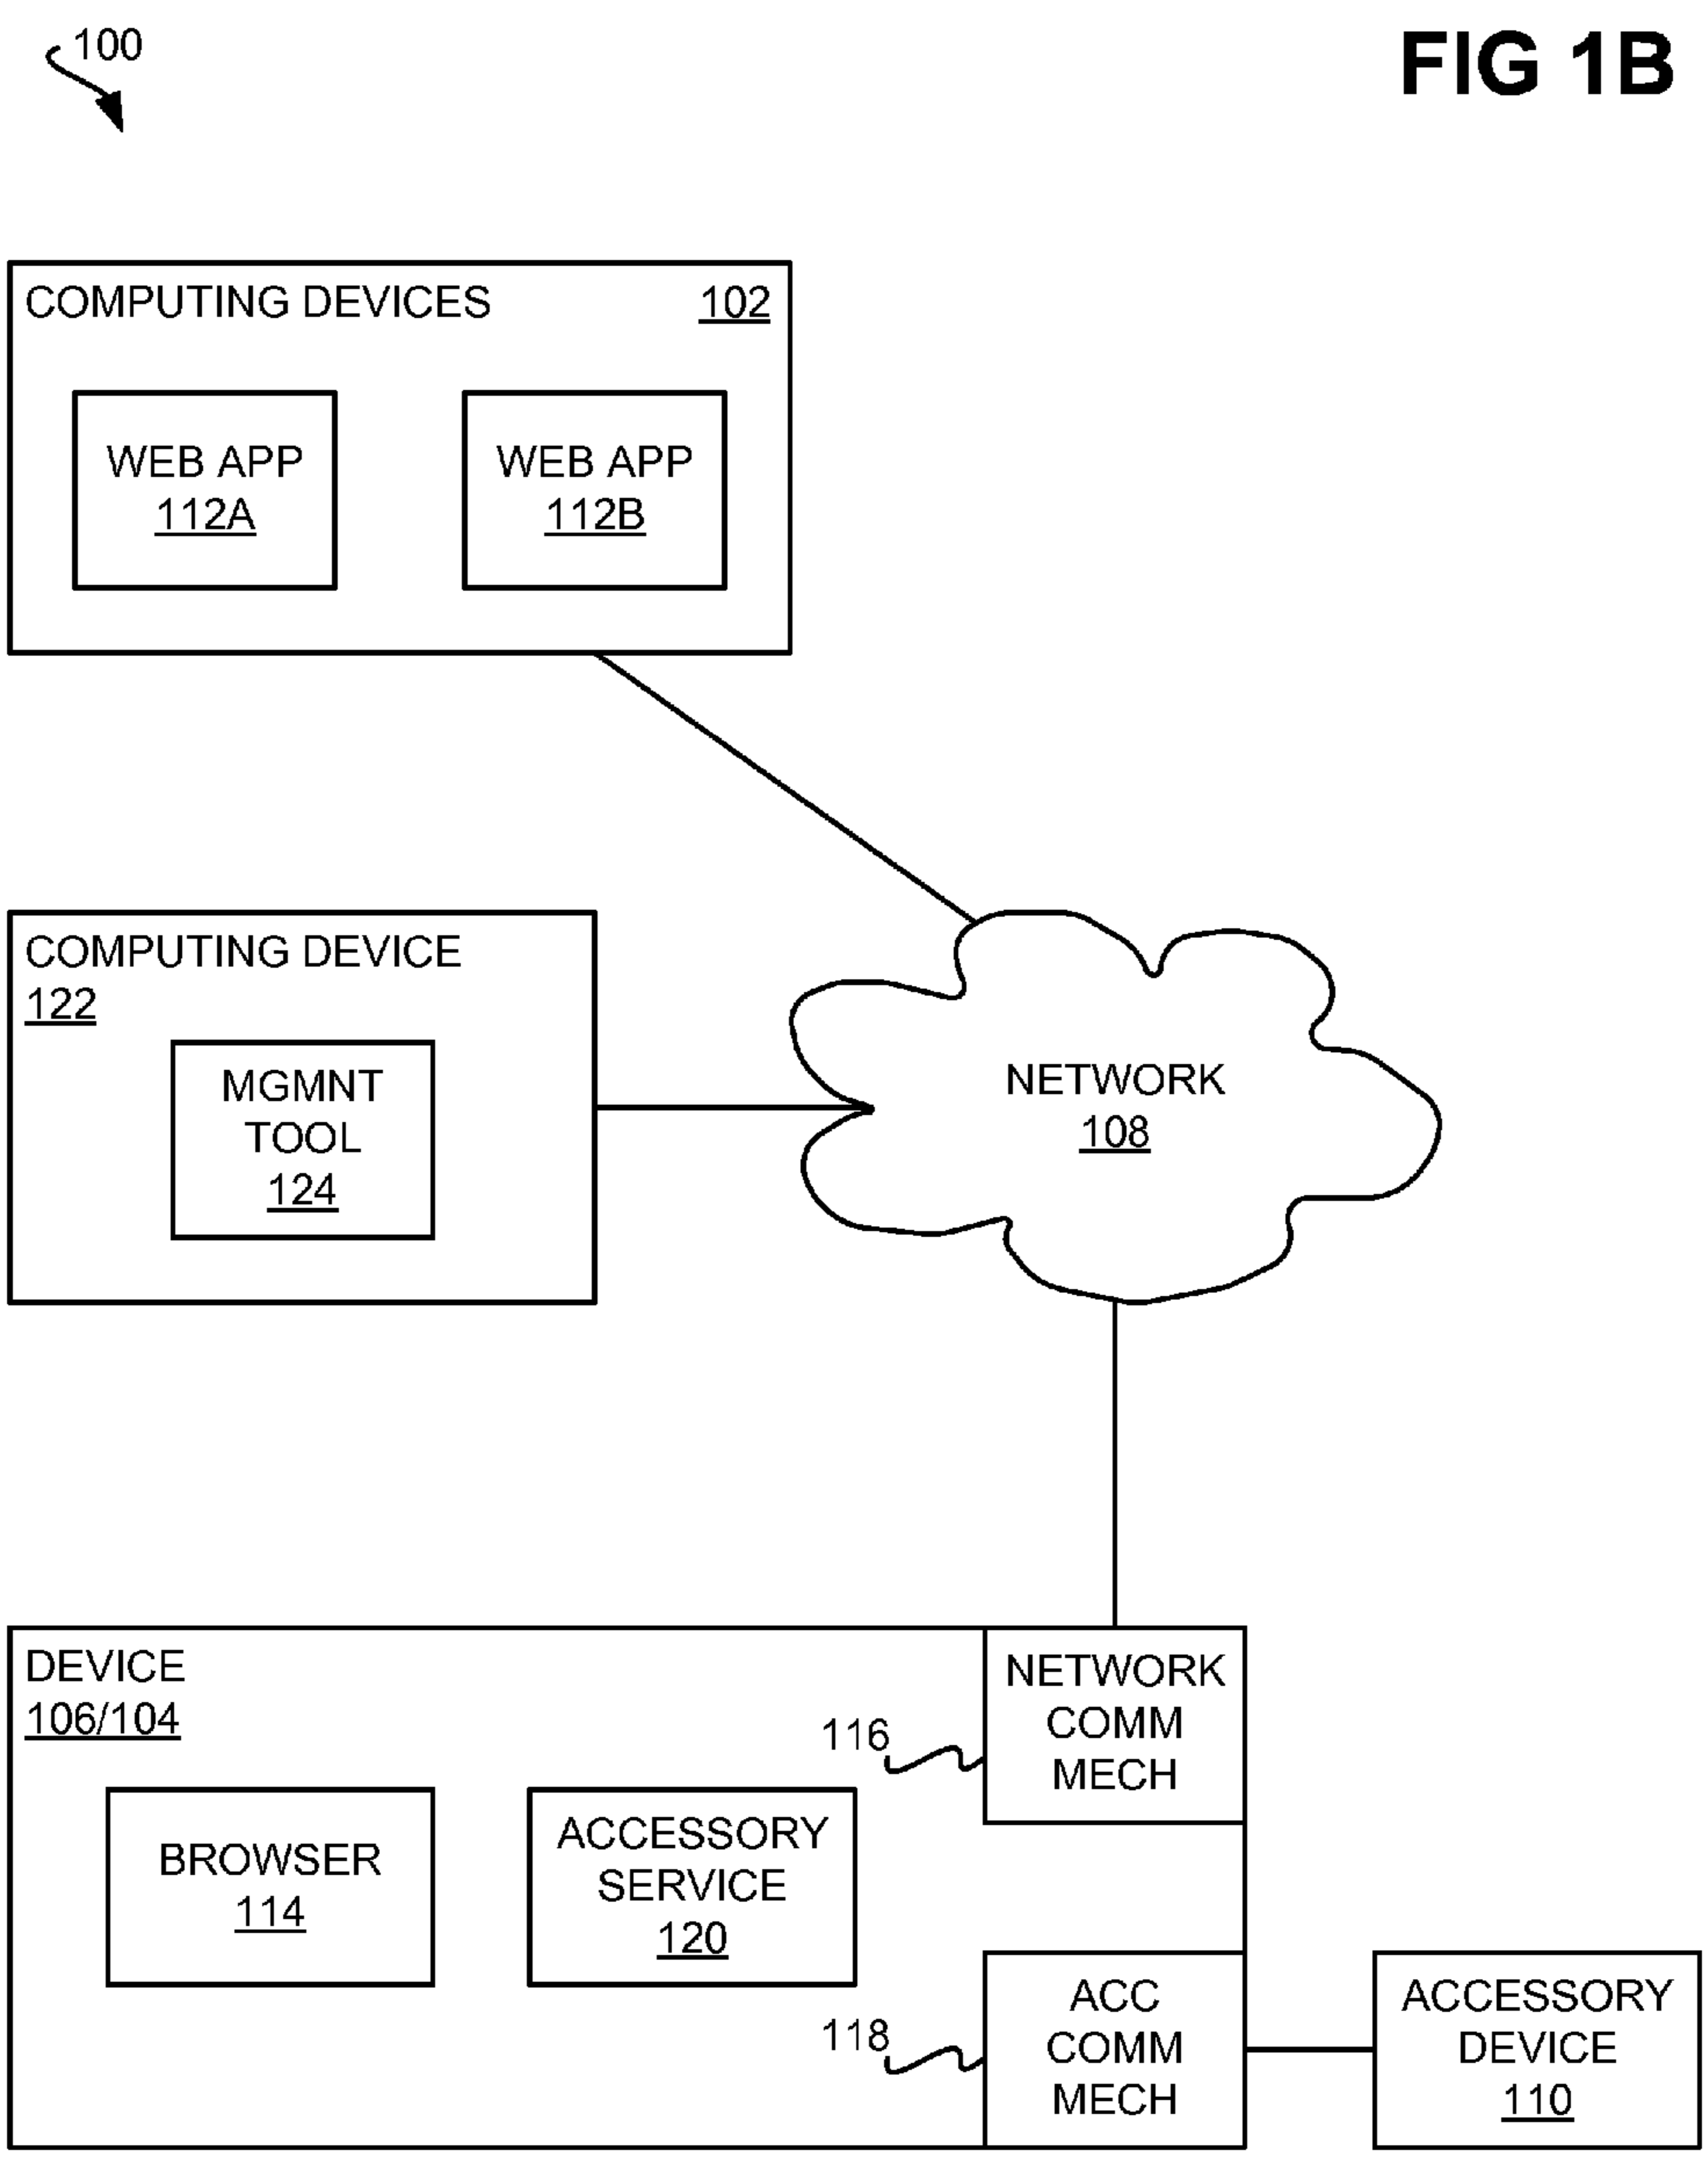 100
FIG 1B
COMPUTING DEVICES 102
WEB APP
112A
WEB APP
112B
COMPUTING DEVICE
122
MGMNT
TOOL
124
NETWORK
108
DEVICE
106/104
BROWSER
114
ACCESSORY
SERVICE
120
116
NETWORK
COMM
MECH
118
ACC
COMM
MECH
ACCESSORY
DEVICE
110